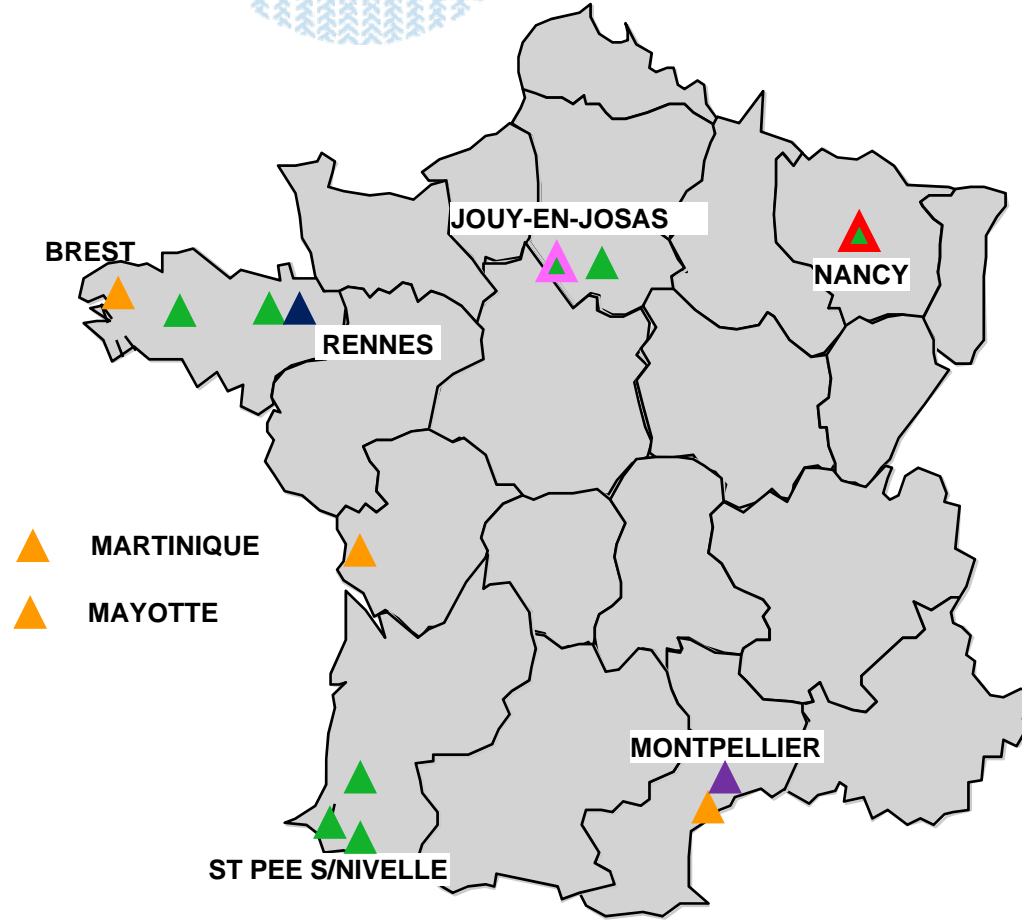 JOUY-EN-JOSAS
BREST
NANCY
RENNES
MARTINIQUE
MAYOTTE
MONTPELLIER
ST PEE S/NIVELLE